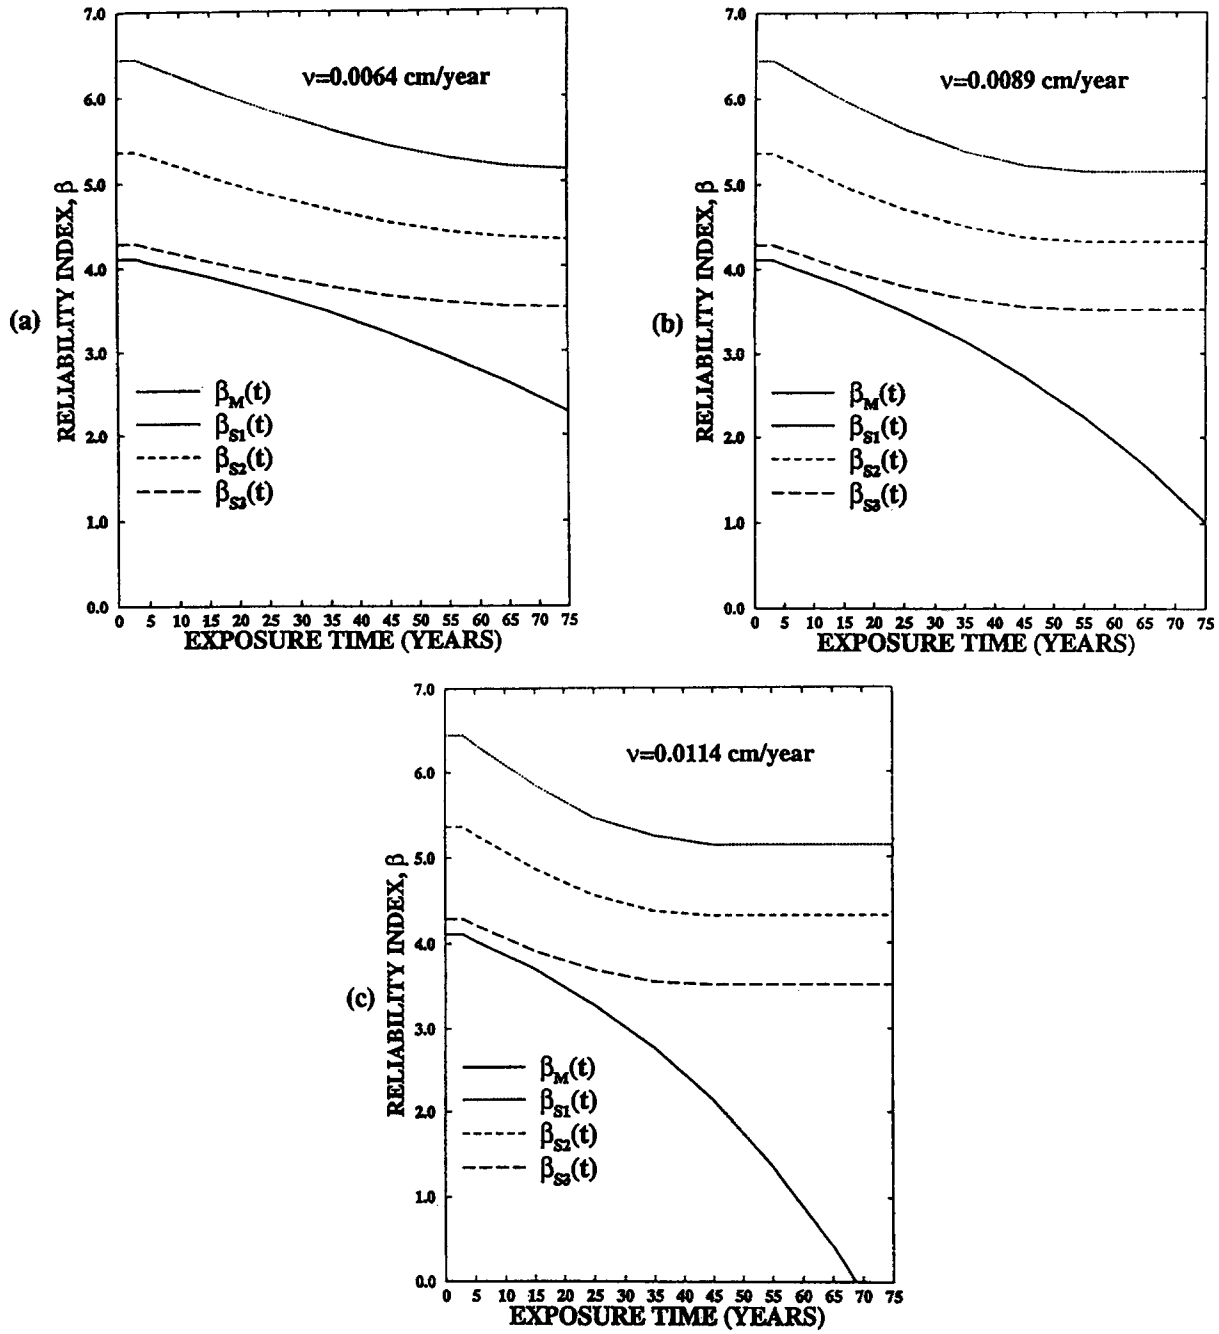 (a)
RELIABILITY INDEX, β
7.0
6.0
5.0
4.0
3.0
2.0
1.0
0.0
ν=0.0064 cm/year
β_M(t)
β_S1(t)
β_S2(t)
β_S3(t)
0 5 10 15 20 25 30 35 40 45 50 55 60 65 70 75
EXPOSURE TIME (YEARS)
(b)
RELIABILITY INDEX, β
7.0
6.0
5.0
4.0
3.0
2.0
1.0
0.0
ν=0.0089 cm/year
β_M(t)
β_S1(t)
β_S2(t)
β_S3(t)
0 5 10 15 20 25 30 35 40 45 50 55 60 65 70 75
EXPOSURE TIME (YEARS)
(c)
RELIABILITY INDEX, β
7.0
6.0
5.0
4.0
3.0
2.0
1.0
0.0
ν=0.0114 cm/year
β_M(t)
β_S1(t)
β_S2(t)
β_S3(t)
0 5 10 15 20 25 30 35 40 45 50 55 60 65 70 75
EXPOSURE TIME (YEARS)